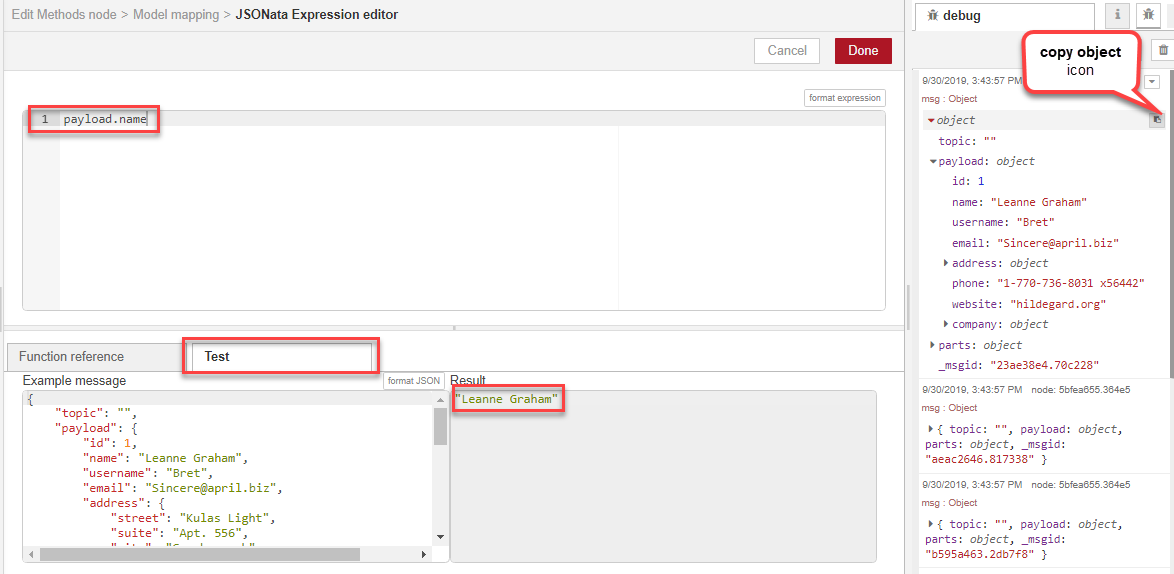 Edit Methods node > Model mapping > JSONata Expression editor
Cancel
Done
format expression
1 payload.name
Function reference
Test
Example message
format JSON
Result
{
"topic": "",
"payload": {
"id": 1,
"name": "Leanne Graham",
"username": "Bret",
"email": "Sincere@april.biz",
"address": {
"street": "Kulas Light",
"suite": "Apt. 556",
"Leanne Graham"
debug
i
copy object
icon
9/30/2019, 3:43:57 PM
msg : Object
object
topic: ""
payload: object
id: 1
name: "Leanne Graham"
username: "Bret"
email: "Sincere@april.biz"
address: object
phone: "1-770-736-8031 x56442"
website: "hildegard.org"
company: object
parts: object
_msgid: "23ae38e4.70c228"
9/30/2019, 3:43:57 PM node: 5bfea655.364e5
msg : Object
{ topic: "", payload: object,
parts: object, _msgid:
"aeac2646.817338" }
9/30/2019, 3:43:57 PM node: 5bfea655.364e5
msg : Object
{ topic: "", payload: object,
parts: object, _msgid:
"b595a463.2db7f8" }